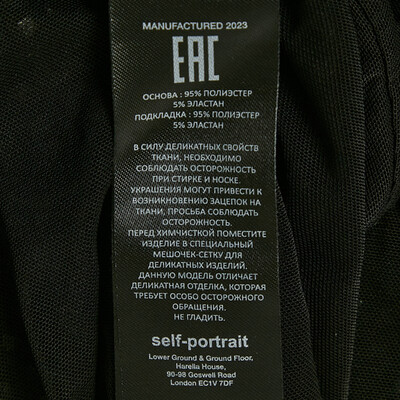 MANUFACTURED 2023
EAC
ОСНОВА : 95% ПОЛИЭСТЕР
5% ЭЛАСТАН
ПОДКЛАДКА : 95% ПОЛИЭСТЕР
5% ЭЛАСТАН
В СИЛУ ДЕЛИКАТНЫХ СВОЙСТВ
ТКАНИ, НЕОБХОДИМО
СОБЛЮДАТЬ ОСТОРОЖНОСТЬ
ПРИ СТИРКЕ И НОСКЕ.
УКРАШЕНИЯ МОГУТ ПРИВЕСТИ К
ВОЗНИКНОВЕНИЮ ЗАЦЕПОК НА
ТКАНИ, ПРОСЬБА СОБЛЮДАТЬ
ОСТОРОЖНОСТЬ.
ПЕРЕД ХИМЧИСТКОЙ ПОМЕСТИТЕ
ИЗДЕЛИЕ В СПЕЦИАЛЬНЫЙ
МЕШОЧЕК-СЕТКУ ДЛЯ
ДЕЛИКАТНЫХ ИЗДЕЛИЙ.
ДАННУЮ МОДЕЛЬ ОТЛИЧАЕТ
ДЕЛИКАТНАЯ ОТДЕЛКА, КОТОРАЯ
ТРЕБУЕТ ОСОБО ОСТОРОЖНОГО
ОБРАЩЕНИЯ.
НЕ ГЛАДИТЬ.
self-portrait
Lower Ground & Ground Floor,
Harella House,
90-98 Goswell Road
London EC1V 7DF